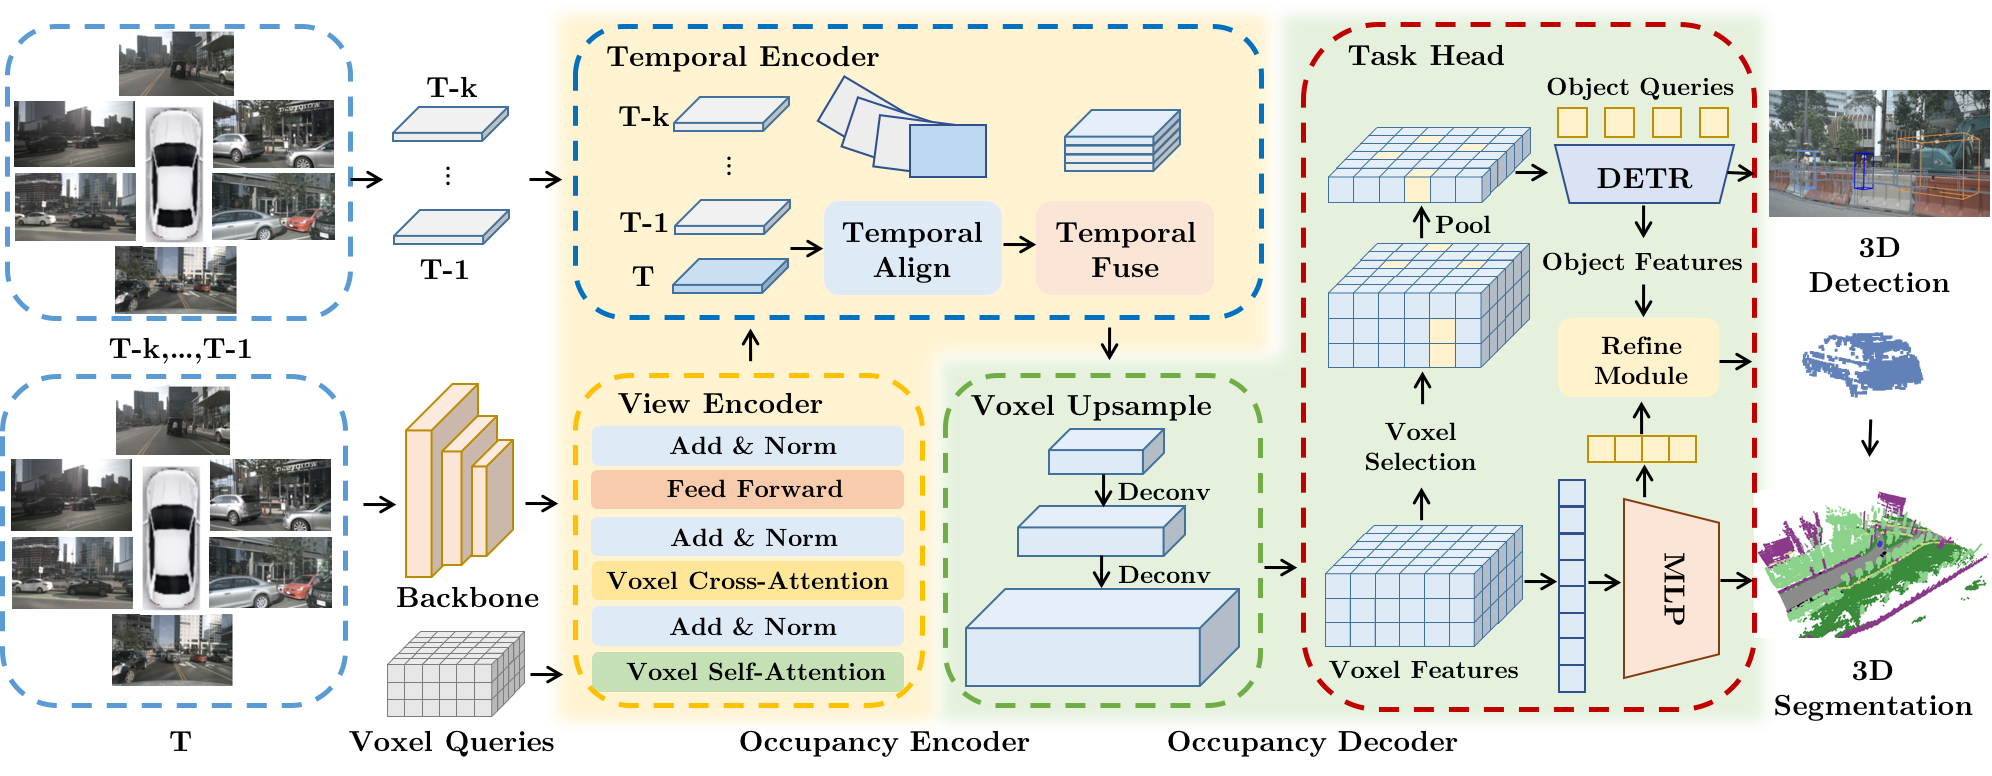 T-k,...,T-1
T
T-k
⋮
T-1
Backbone
Voxel Queries
Temporal Encoder
T-k
⋮
T-1
T
Temporal
Align
Temporal
Fuse
View Encoder
Add & Norm
Feed Forward
Add & Norm
Voxel Cross-Attention
Add & Norm
Voxel Self-Attention
Occupancy Encoder
Voxel Upsample
Deconv
Deconv
Occupancy Decoder
Task Head
Object Queries
DETR
Pool
Object Features
Refine
Module
Voxel
Selection
MLP
Voxel Features
3D
Detection
3D
Segmentation